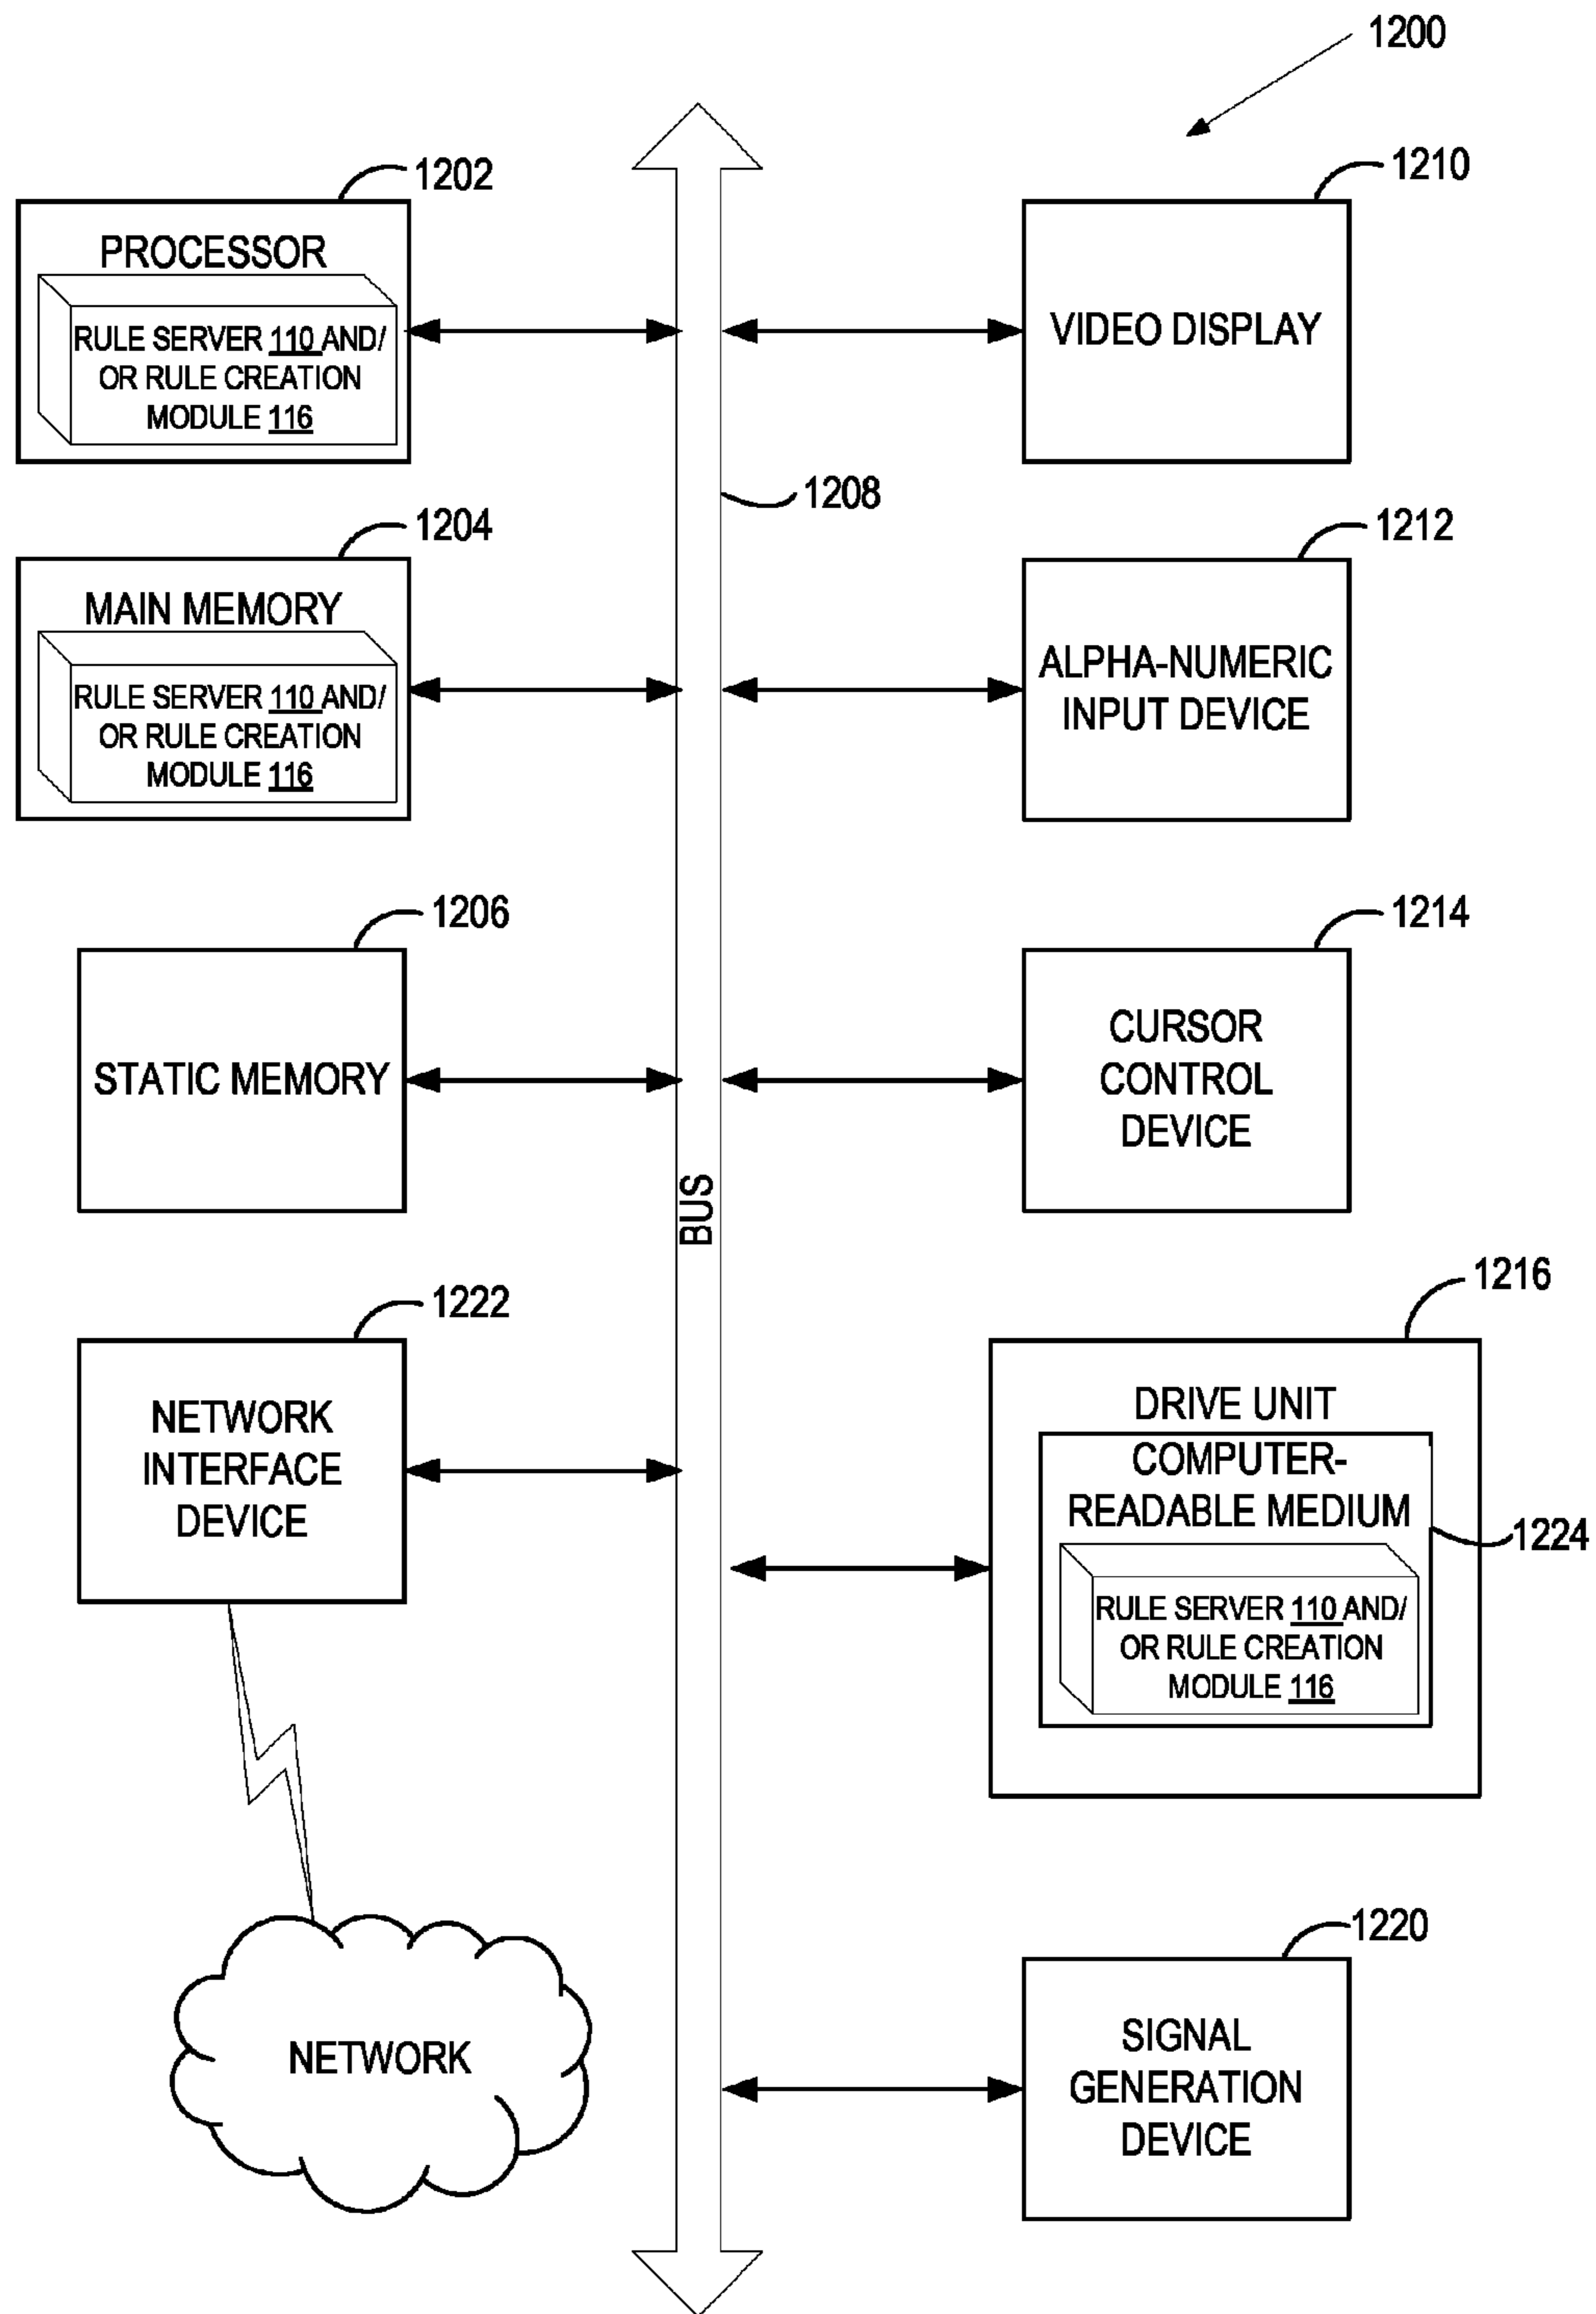 1200
1202
PROCESSOR
RULE SERVER 110 AND/
OR RULE CREATION
MODULE 116
1204
MAIN MEMORY
RULE SERVER 110 AND/
OR RULE CREATION
MODULE 116
1206
STATIC MEMORY
1222
NETWORK
INTERFACE
DEVICE
NETWORK
1208
BUS
1210
VIDEO DISPLAY
1212
ALPHA-NUMERIC
INPUT DEVICE
1214
CURSOR
CONTROL
DEVICE
1216
DRIVE UNIT
COMPUTER-
READABLE MEDIUM
1224
RULE SERVER 110 AND/
OR RULE CREATION
MODULE 116
1220
SIGNAL
GENERATION
DEVICE